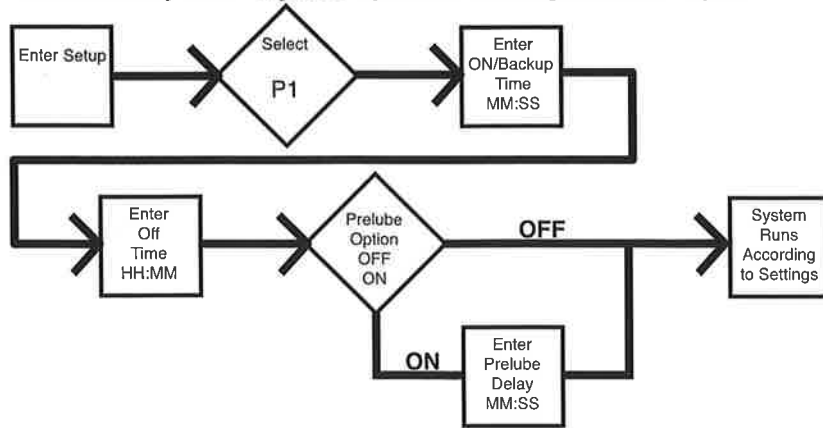 Enter Setup
Select
P1
Enter
ON/Backup
Time
MM:SS
Enter
Off
Time
HH:MM
Prelube
Option
OFF
ON
OFF
System
Runs
According
to Settings
ON
Enter
Prelube
Delay
MM:SS